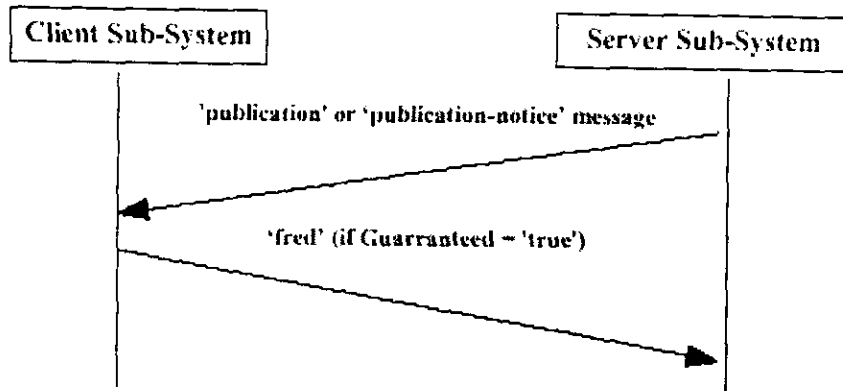 Client Sub-System
Server Sub-System
'publication' or ‘publication-notice’ message
‘fred’ (if Guarranteed = 'true')